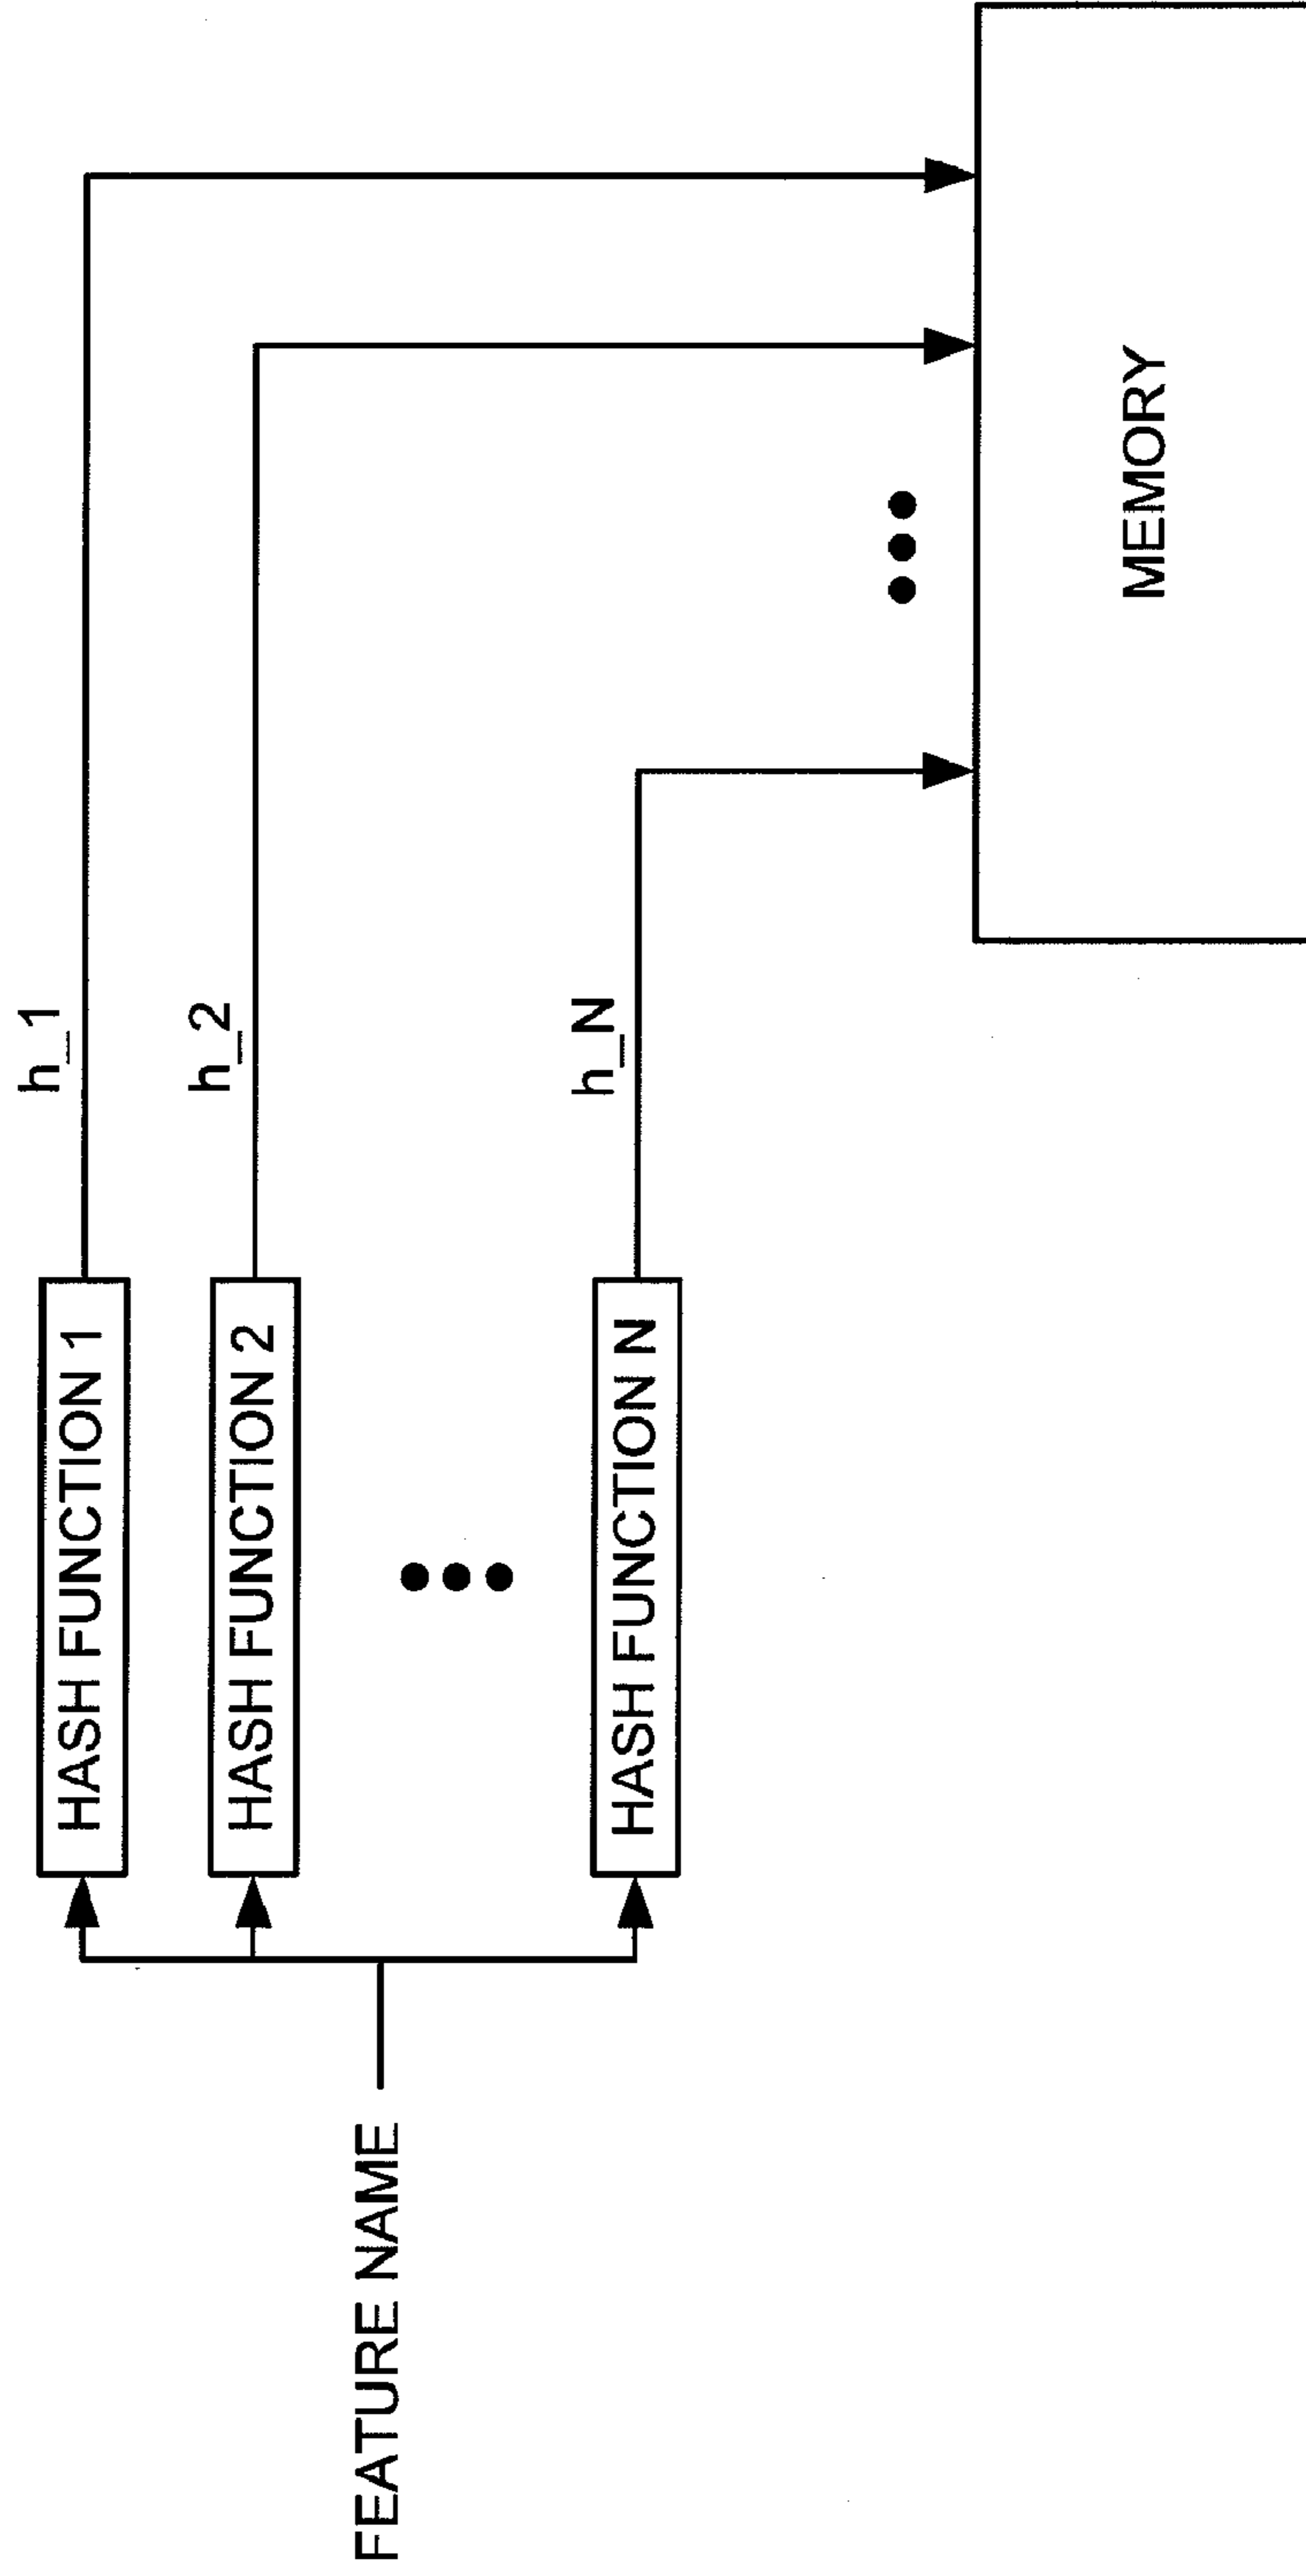 FEATURE NAME
HASH FUNCTION 1
h_1
HASH FUNCTION 2
h_2
HASH FUNCTION N
h_N
MEMORY